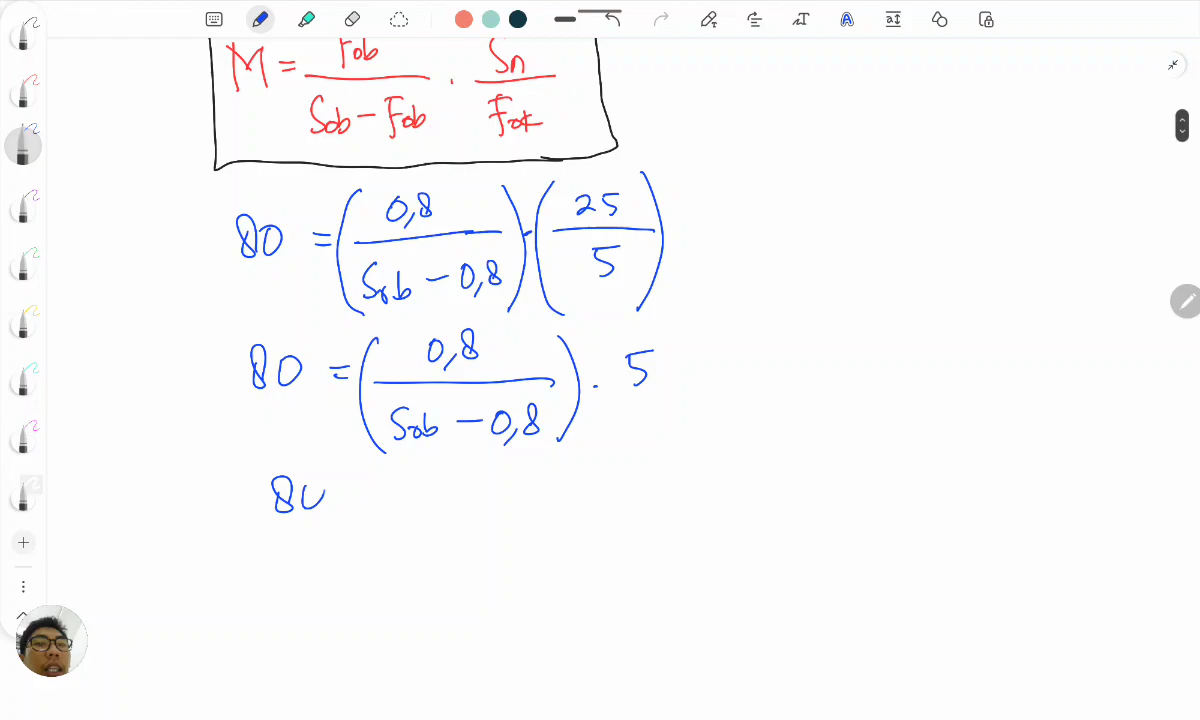 M = Fob / (Sob - Fob) . Sn / Fok
80 = (0,8 / (Sob - 0,8)) . (25 / 5)
80 = (0,8 / (Sob - 0,8)) . 5
80